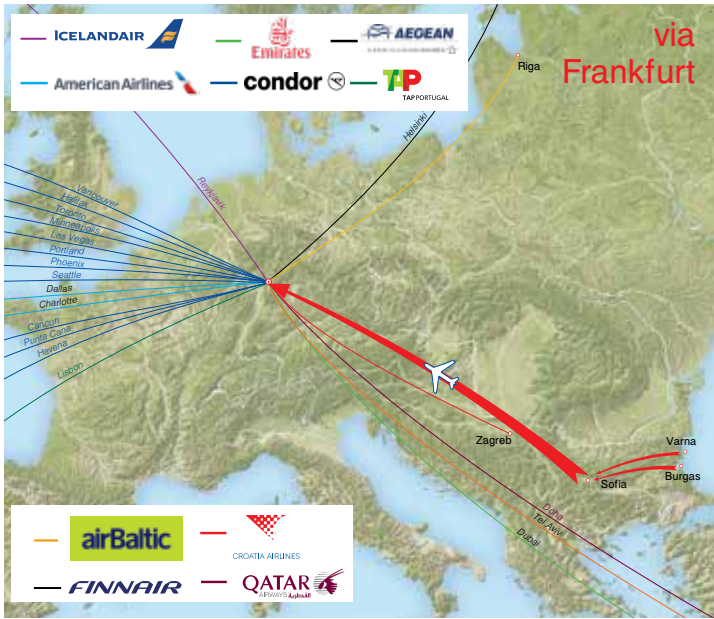 ICELANDAIR
Emirates
AEGEAN
American Airlines
condor
TAP
TAPPORTUGAL
via
Frankfurt
Riga
Helsinki
Reykjavik
Vancouver
Halifax
Toronto
Minneapolis
Las Vegas
Portland
Phoenix
Seattle
Dallas
Charlotte
Cancun
Punta Cana
Havana
Lisbon
Zagreb
Varna
Burgas
Sofia
Doha
Tel Aviv
Dubai
airBaltic
CROATIA AIRLINES
FINNAIR
QATAR
AIRWAYS القطرية